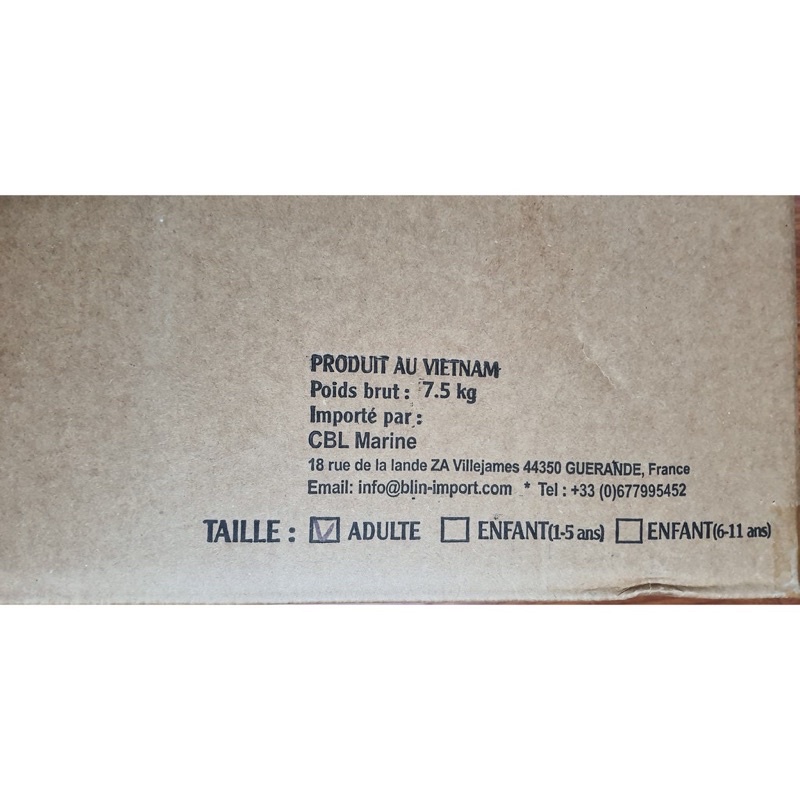 PRODUIT AU VIETNAM
Poids brut : 7.5 kg
Importé par :
CBL Marine
18 rue de la lande ZA Villejames 44350 GUERANDE, France
Email: info@blin-import.com * Tel : +33 (0)677995452
TAILLE : ☑ ADULTE ☐ ENFANT(1-5 ans) ☐ ENFANT(6-11 ans)